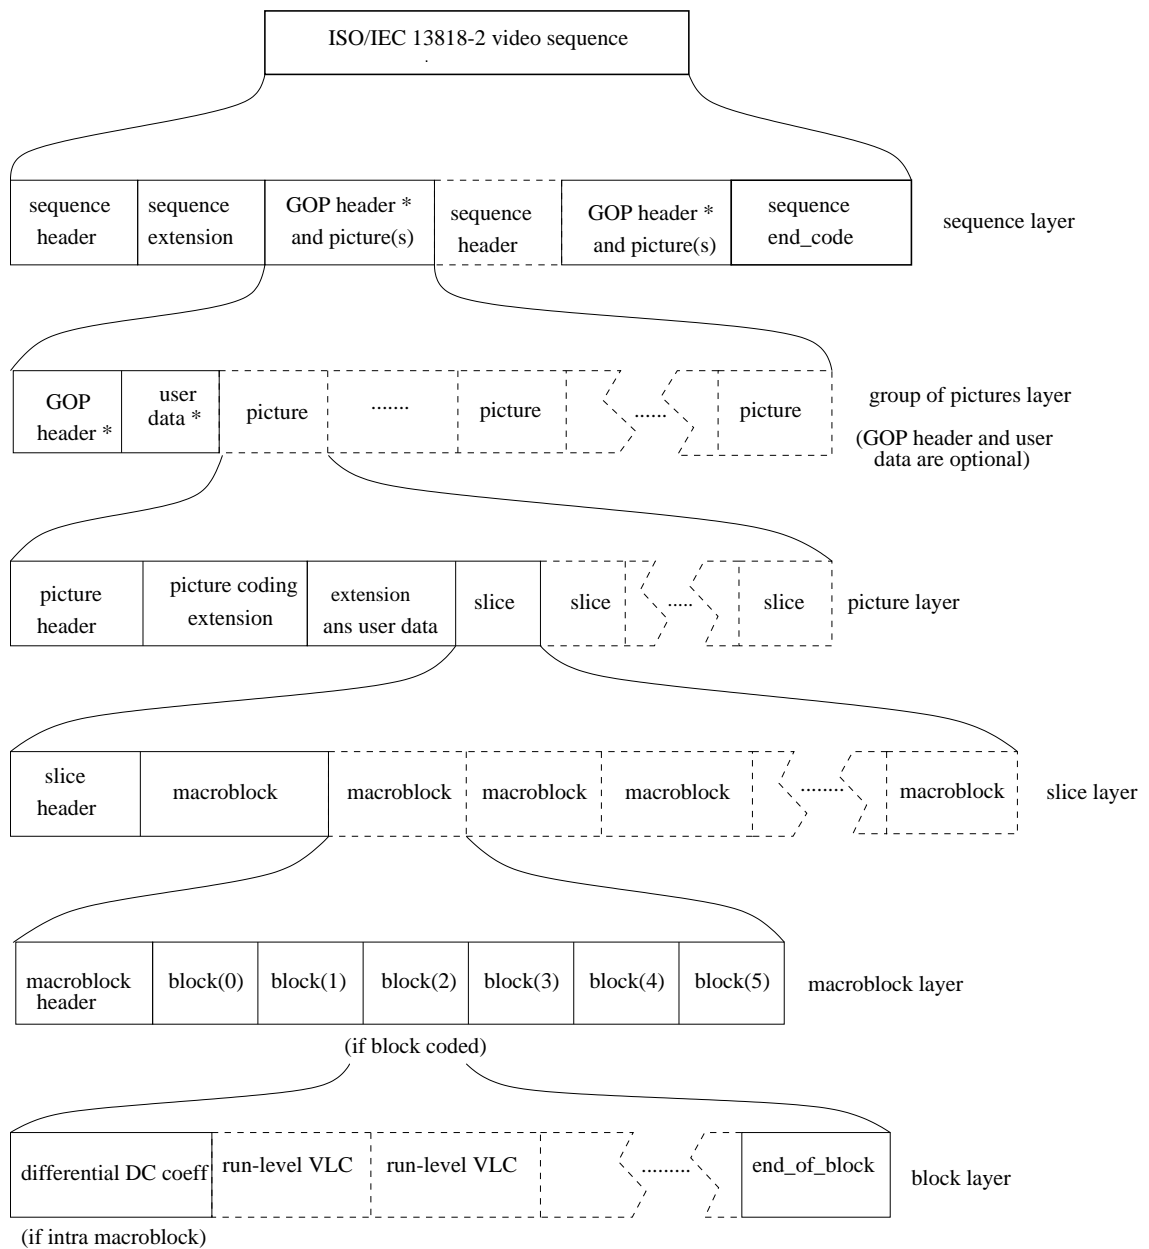 ISO/IEC 13818-2 video sequence
sequence
header
sequence
extension
GOP header *
and picture(s)
sequence
header
GOP header *
and picture(s)
sequence
end_code
sequence layer
GOP
header *
user
data *
picture
.......
picture
......
picture
group of pictures layer
(GOP header and user
data are optional)
picture
header
picture coding
extension
extension
ans user data
slice
slice
.....
slice
picture layer
slice
header
macroblock
macroblock
macroblock
macroblock
........
macroblock
slice layer
macroblock
header
block(0)
block(1)
block(2)
block(3)
block(4)
block(5)
macroblock layer
(if block coded)
differential DC coeff
run-level VLC
run-level VLC
.........
end_of_block
block layer
(if intra macroblock)